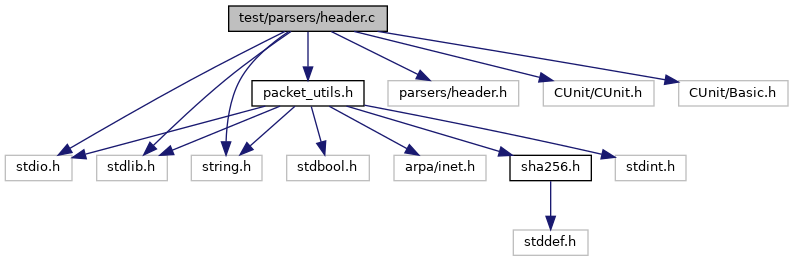 test/parsers/header.c
packet_utils.h
parsers/header.h
CUnit/CUnit.h
CUnit/Basic.h
stdio.h
stdlib.h
string.h
stdbool.h
arpa/inet.h
sha256.h
stdint.h
stddef.h